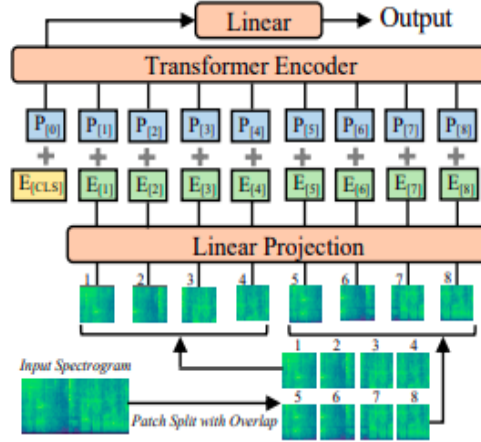 Linear Output
Transformer Encoder
P[0] P[1] P[2] P[3] P[4] P[5] P[6] P[7] P[8]
+ + + + + + + + +
E[CLS] E[1] E[2] E[3] E[4] E[5] E[6] E[7] E[8]
Linear Projection
1 2 3 4 5 6 7 8
1 2 3 4
Input Spectrogram
5 6 7 8
Patch Split with Overlap